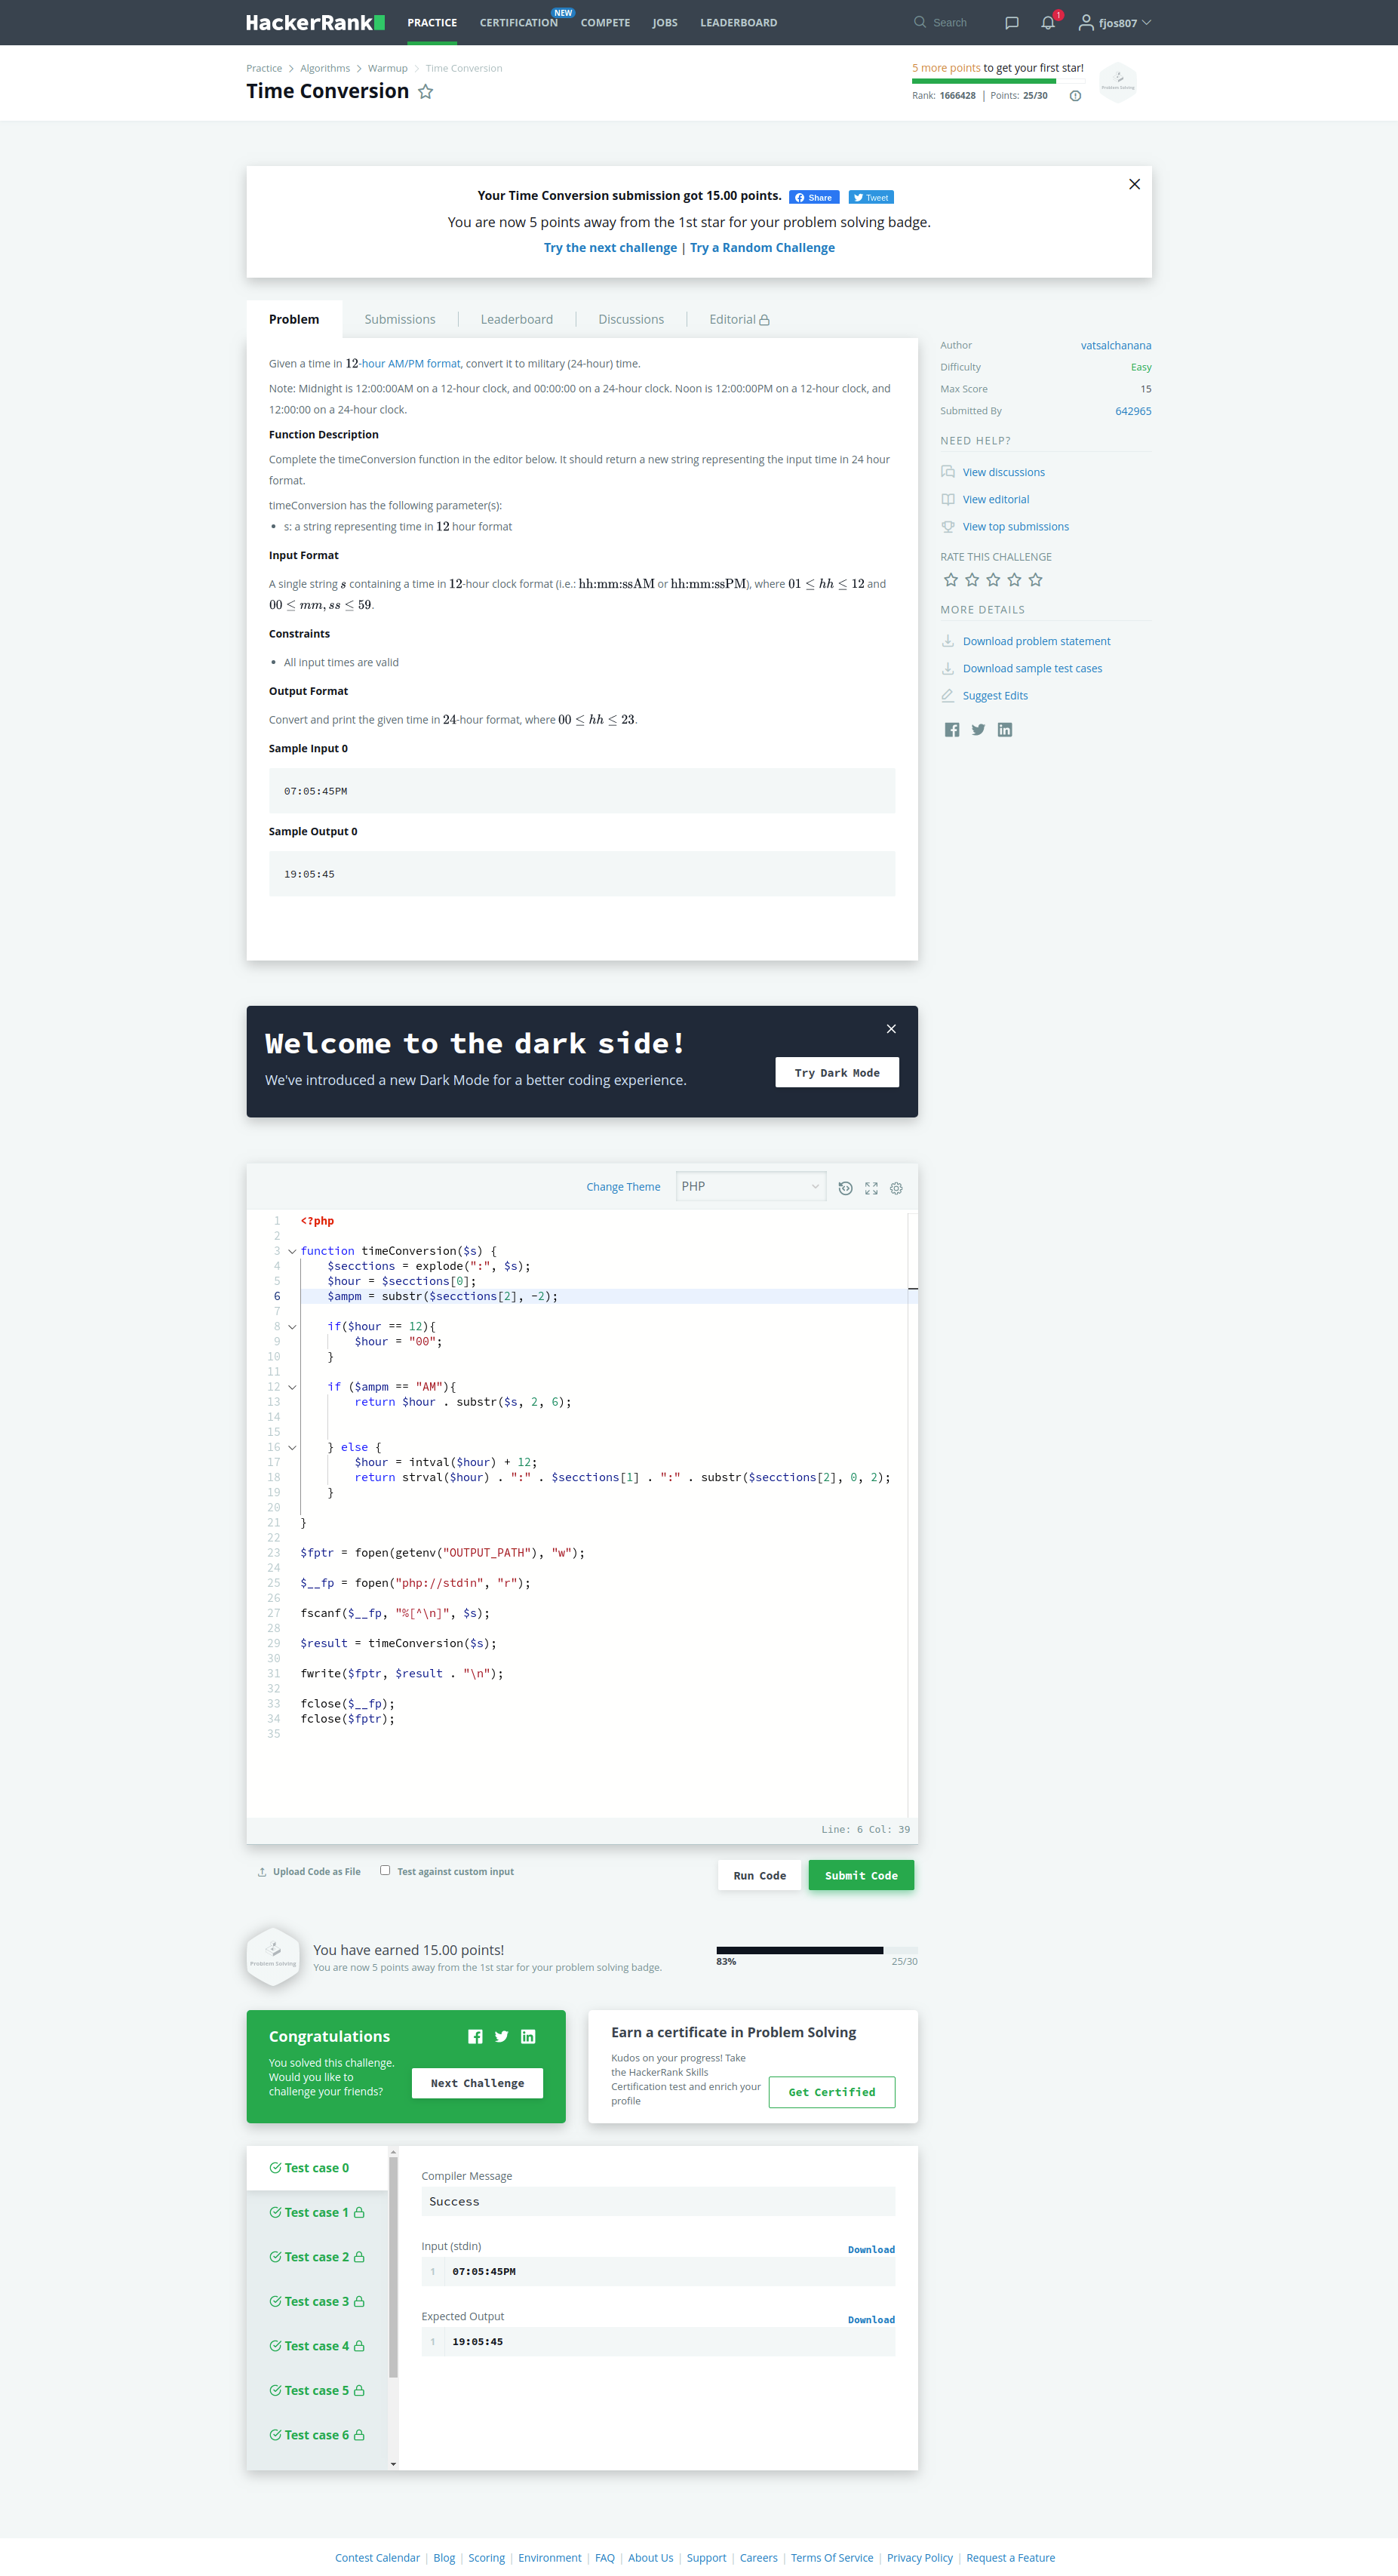 HackerRank
PRACTICE
CERTIFICATION
NEW
COMPETE
JOBS
LEADERBOARD
Search
1
fjos807
Practice > Algorithms > Warmup > Time Conversion
Time Conversion
5 more points to get your first star!
Rank: 1666428 | Points: 25/30
Problem Solving
Your Time Conversion submission got 15.00 points.
Share
Tweet
You are now 5 points away from the 1st star for your problem solving badge.
Try the next challenge | Try a Random Challenge
Problem
Submissions
Leaderboard
Discussions
Editorial
Given a time in 12-hour AM/PM format, convert it to military (24-hour) time.
Note: Midnight is 12:00:00AM on a 12-hour clock, and 00:00:00 on a 24-hour clock. Noon is 12:00:00PM on a 12-hour clock, and
12:00:00 on a 24-hour clock.
Function Description
Complete the timeConversion function in the editor below. It should return a new string representing the input time in 24 hour
format.
timeConversion has the following parameter(s):
• s: a string representing time in 12 hour format
Input Format
A single string s containing a time in 12-hour clock format (i.e.: hh:mm:ssAM or hh:mm:ssPM), where 01 ≤ hh ≤ 12 and
00 ≤ mm, ss ≤ 59.
Constraints
• All input times are valid
Output Format
Convert and print the given time in 24-hour format, where 00 ≤ hh ≤ 23.
Sample Input 0
07:05:45PM
Sample Output 0
19:05:45
Author vatsalchanana
Difficulty Easy
Max Score 15
Submitted By 642965
NEED HELP?
View discussions
View editorial
View top submissions
RATE THIS CHALLENGE
MORE DETAILS
Download problem statement
Download sample test cases
Suggest Edits
Welcome to the dark side!
We've introduced a new Dark Mode for a better coding experience.
Try Dark Mode
Change Theme
PHP
1 <?php
2
3 function timeConversion($s) {
4 $secctions = explode(":", $s);
5 $hour = $secctions[0];
6 $ampm = substr($secctions[2], -2);
7
8 if($hour == 12){
9 $hour = "00";
10 }
11
12 if ($ampm == "AM"){
13 return $hour . substr($s, 2, 6);
14
15
16 } else {
17 $hour = intval($hour) + 12;
18 return strval($hour) . ":" . $secctions[1] . ":" . substr($secctions[2], 0, 2);
19 }
20
21 }
22
23 $fptr = fopen(getenv("OUTPUT_PATH"), "w");
24
25 $__fp = fopen("php://stdin", "r");
26
27 fscanf($__fp, "%[^\n]", $s);
28
29 $result = timeConversion($s);
30
31 fwrite($fptr, $result . "\n");
32
33 fclose($__fp);
34 fclose($fptr);
35
Line: 6 Col: 39
Upload Code as File
Test against custom input
Run Code
Submit Code
Problem Solving
You have earned 15.00 points!
You are now 5 points away from the 1st star for your problem solving badge.
83%
25/30
Congratulations
You solved this challenge.
Would you like to
challenge your friends?
Next Challenge
Earn a certificate in Problem Solving
Kudos on your progress! Take
the HackerRank Skills
Certification test and enrich your
profile
Get Certified
Test case 0
Test case 1
Test case 2
Test case 3
Test case 4
Test case 5
Test case 6
Compiler Message
Success
Input (stdin)
Download
1 07:05:45PM
Expected Output
Download
1 19:05:45
Contest Calendar | Blog | Scoring | Environment | FAQ | About Us | Support | Careers | Terms Of Service | Privacy Policy | Request a Feature